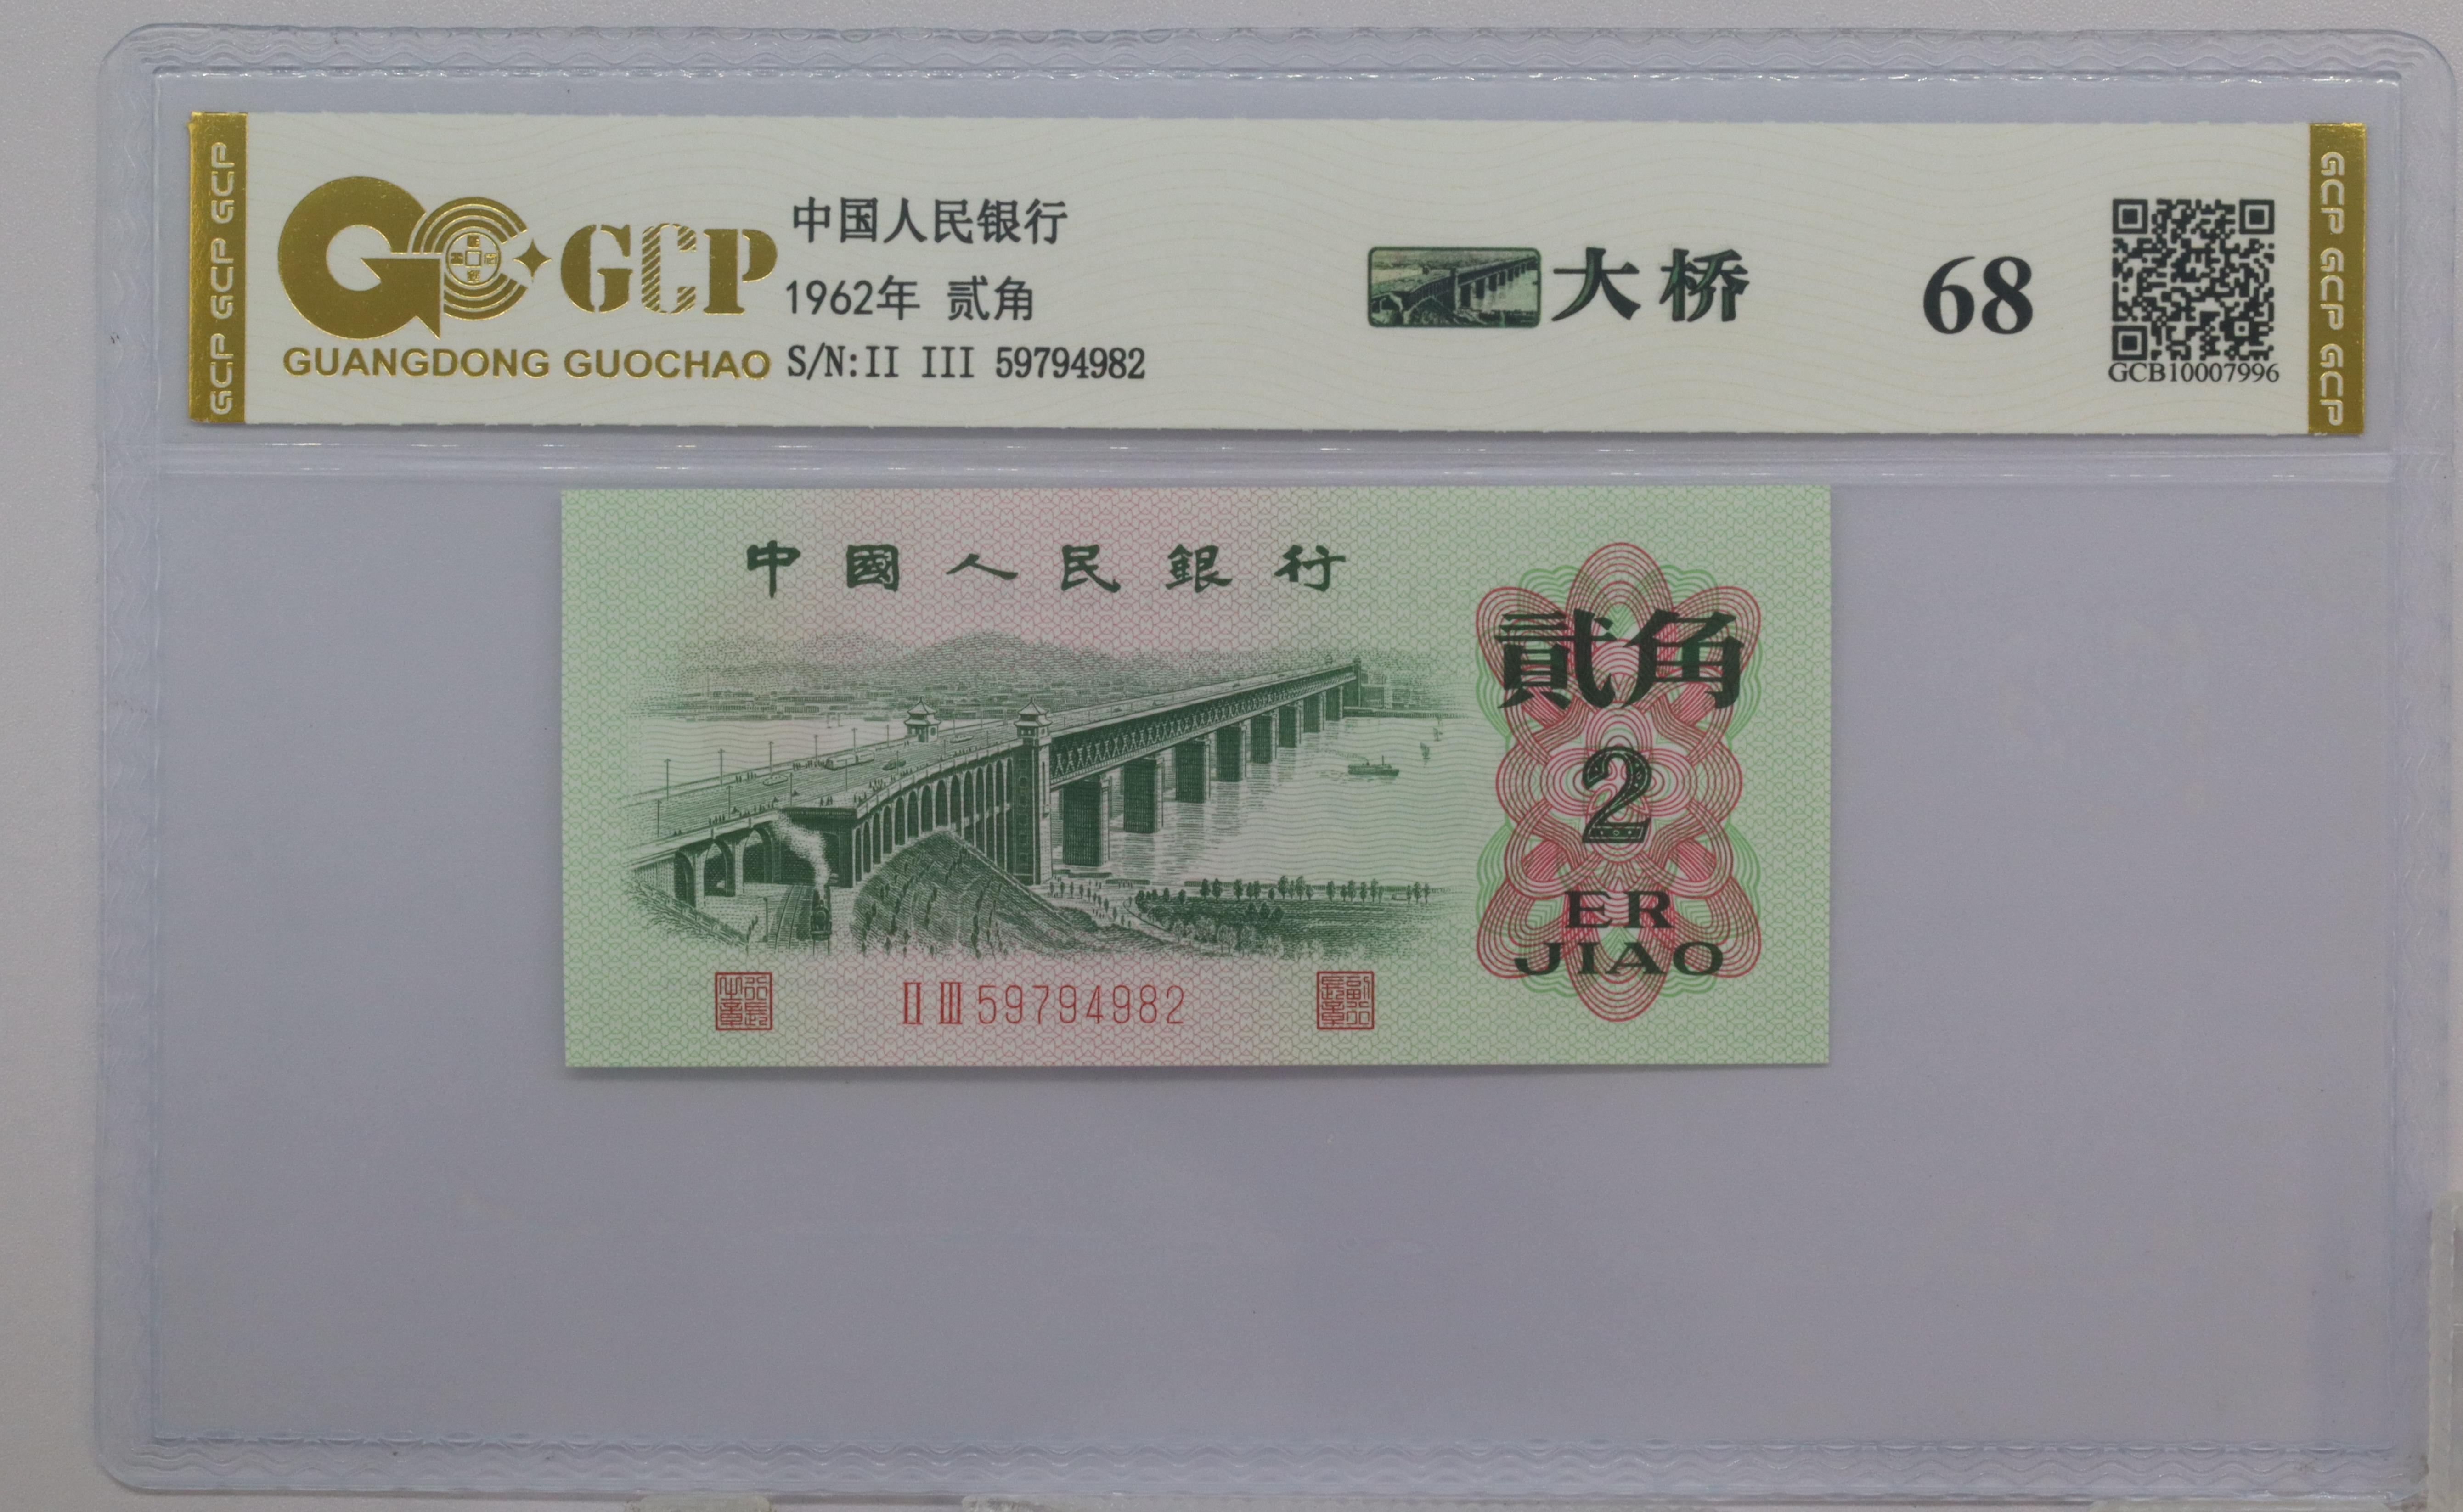 GCP GCP GCP GCP
GCP
中国人民银行
1962年 贰角
GUANGDONG GUOCHAO
S/N:II III 59794982
大桥
68
GCB10007996
GCP GCP GCP GCP
中國人民銀行
貳角
2
ER
JIAO
II III 59794982